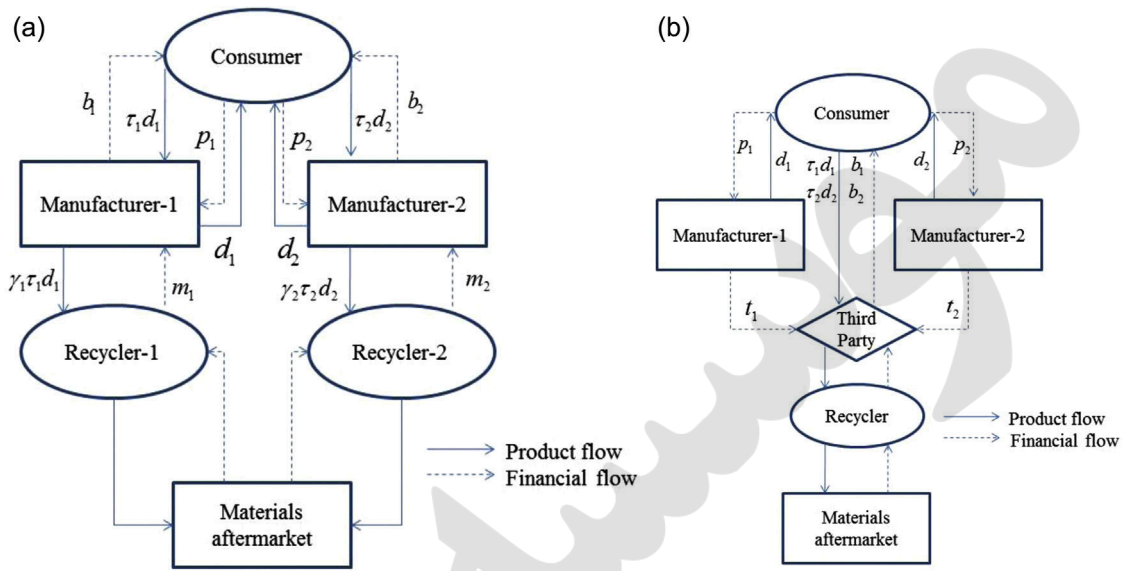 (a)
Consumer
b₁
τ₁d₁
p₁
p₂
τ₂d₂
b₂
Manufacturer-1
Manufacturer-2
d₁
d₂
γ₁τ₁d₁
m₁
γ₂τ₂d₂
m₂
Recycler-1
Recycler-2
Product flow
Financial flow
Materials
aftermarket
(b)
Consumer
p₁
d₁
τ₁d₁
b₁
τ₂d₂
b₂
d₂
p₂
Manufacturer-1
Manufacturer-2
t₁
t₂
Third
Party
Recycler
Product flow
Financial flow
Materials
aftermarket